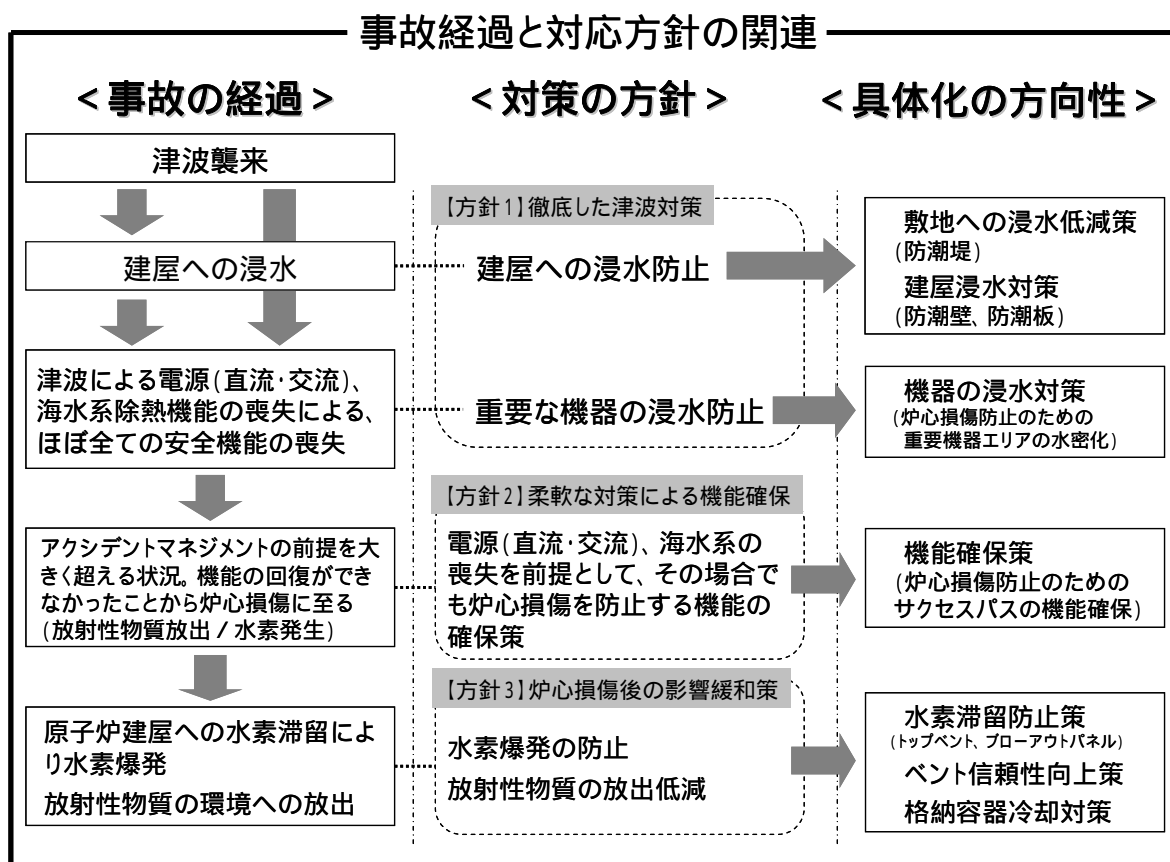 事故経過と対応方針の関連
<事故の経過>
<対策の方針>
<具体化の方向性>
津波襲来
建屋への浸水
津波による電源(直流・交流)、
海水系除熱機能の喪失による、
ほぼ全ての安全機能の喪失
アクシデントマネジメントの前提を大
きく超える状況。機能の回復ができ
なかったことから炉心損傷に至る
(放射性物質放出/水素発生)
原子炉建屋への水素滞留によ
り水素爆発
放射性物質の環境への放出
【方針1】徹底した津波対策
建屋への浸水防止
重要な機器の浸水防止
【方針2】柔軟な対策による機能確保
電源(直流・交流)、海水系の
喪失を前提として、その場合で
も炉心損傷を防止する機能の
確保策
【方針3】炉心損傷後の影響緩和策
水素爆発の防止
放射性物質の放出低減
敷地への浸水低減策
(防潮堤)
建屋浸水対策
(防潮壁、防潮板)
機器の浸水対策
(炉心損傷防止のための
重要機器エリアの水密化)
機能確保策
(炉心損傷防止のための
サクセスパスの機能確保)
水素滞留防止策
(トップベント、ブローアウトパネル)
ベント信頼性向上策
格納容器冷却対策